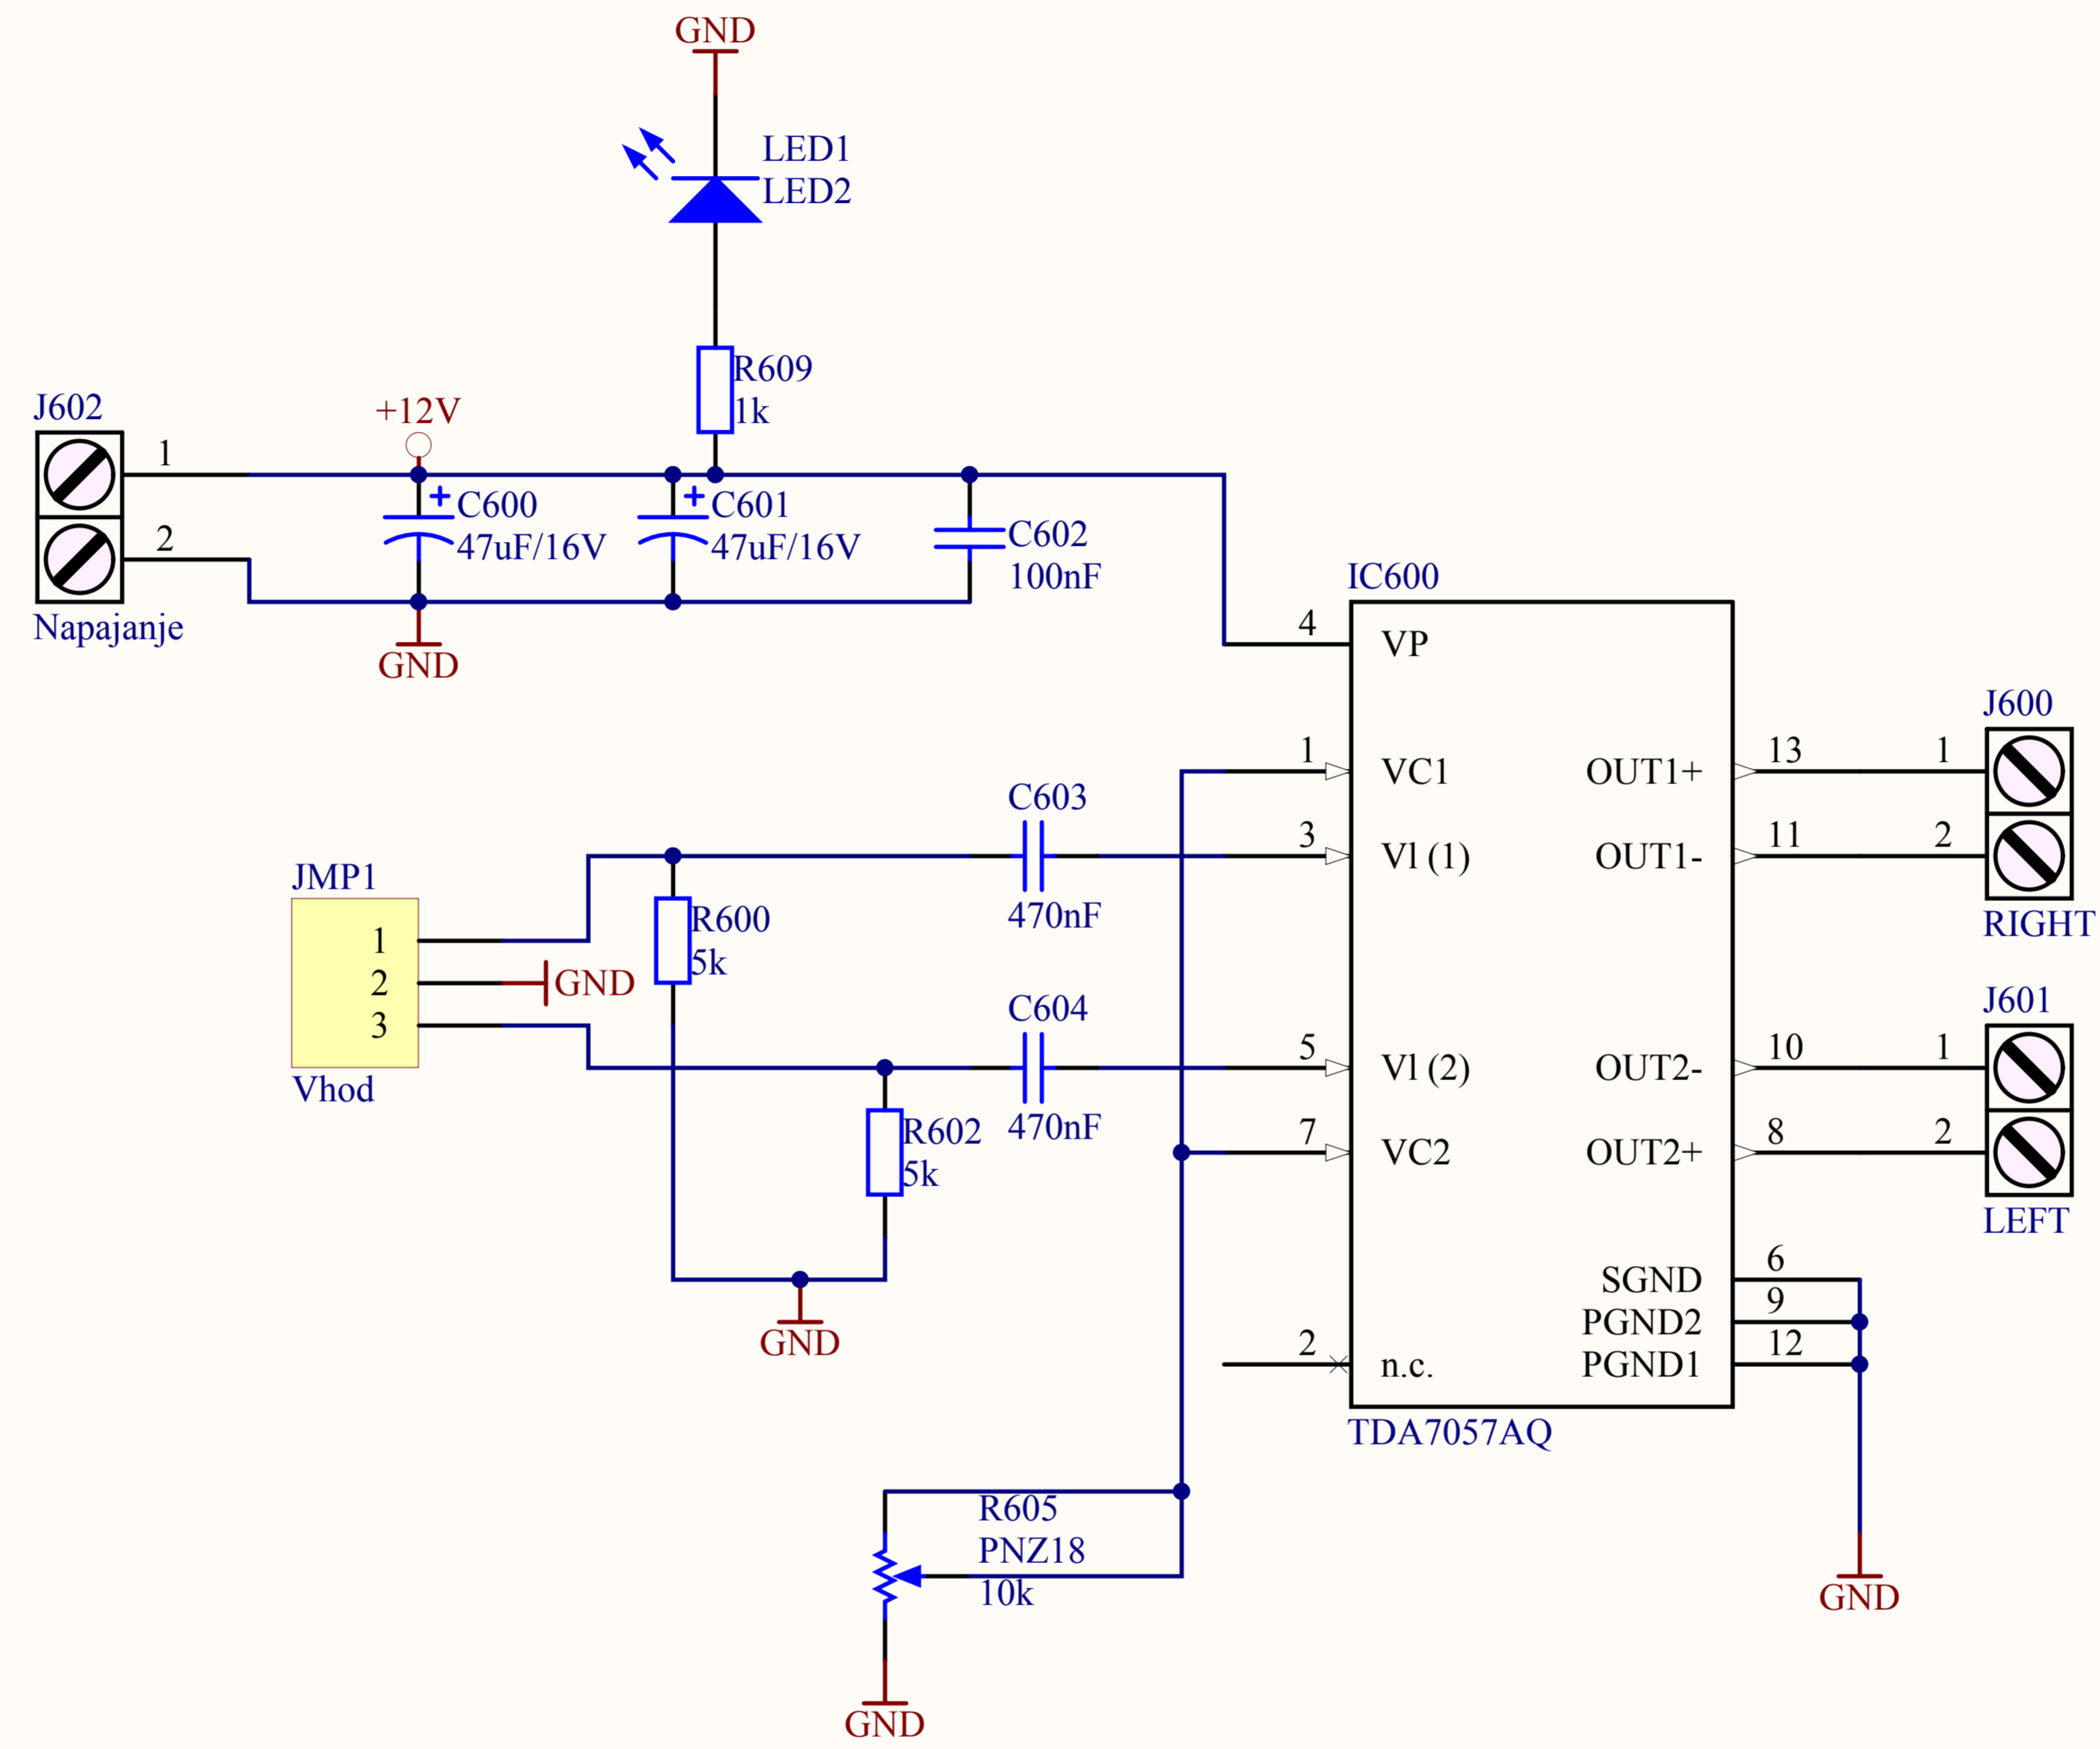 GND
LED1
LED2
R609
1k
J602
1
2
Napajanje
+12V
+
C600
47uF/16V
+
C601
47uF/16V
C602
100nF
GND
IC600
4
VP
1
VC1
3
Vl (1)
5
Vl (2)
7
VC2
2
n.c.
OUT1+
13
OUT1-
11
OUT2-
10
OUT2+
8
SGND
6
PGND2
9
PGND1
12
TDA7057AQ
J600
1
2
RIGHT
J601
1
2
LEFT
GND
JMP1
1
2
3
Vhod
GND
R600
5k
C603
470nF
C604
470nF
R602
5k
GND
R605
PNZ18
10k
GND